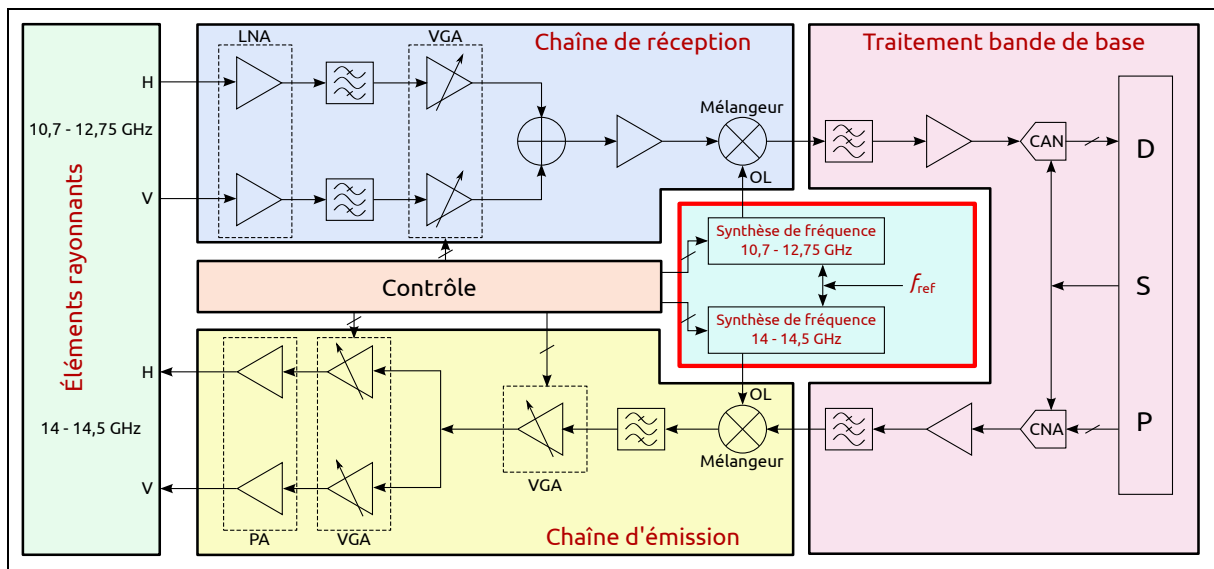 LNA
VGA
Chaîne de réception
Traitement bande de base
H
10,7 - 12,75 GHz
Mélangeur
CAN
D
V
OL
Éléments rayonnants
Synthèse de fréquence
10,7 - 12,75 GHz
Contrôle
fref
S
Synthèse de fréquence
14 - 14,5 GHz
H
OL
14 - 14,5 GHz
CNA
P
Mélangeur
V
VGA
PA
VGA
Chaîne d'émission